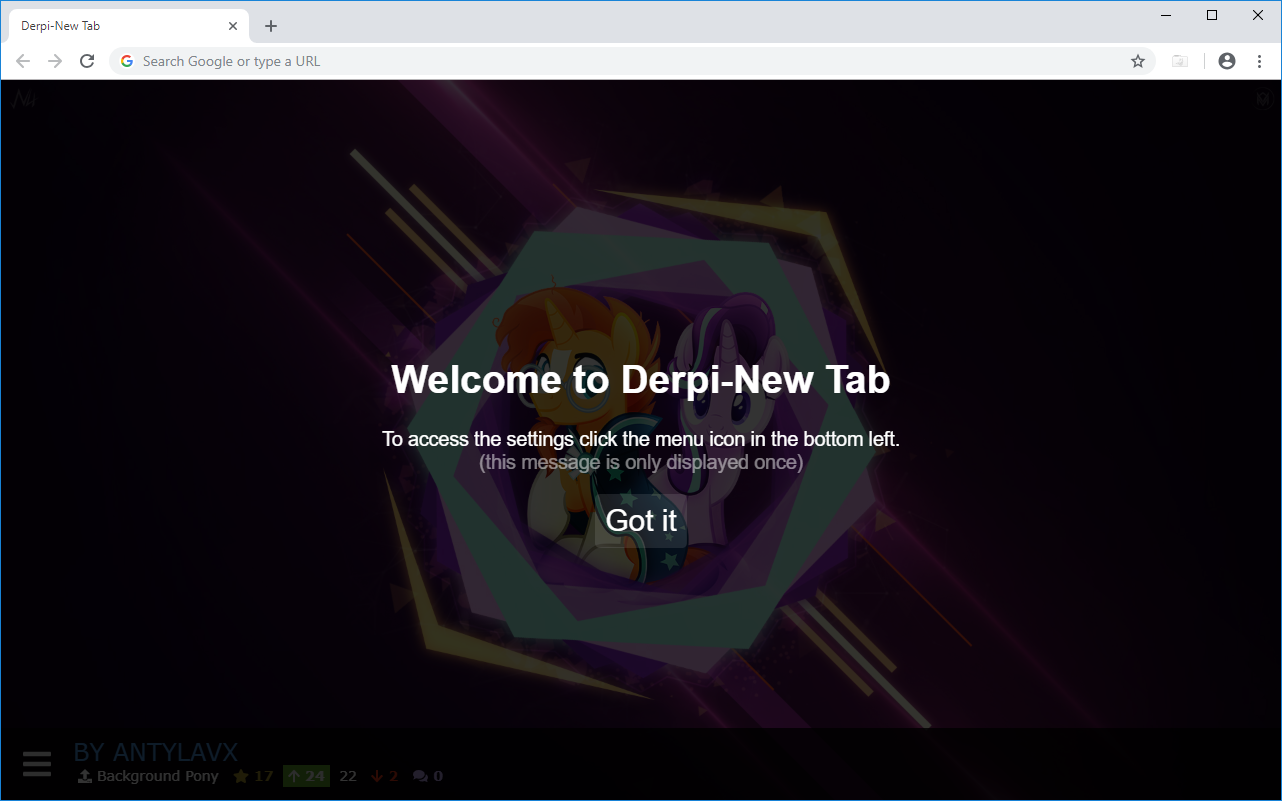 Derpi-New Tab
Search Google or type a URL
Welcome to Derpi-New Tab
To access the settings click the menu icon in the bottom left.
(this message is only displayed once)
Got it
BY ANTYLAVX
Background Pony 17 24 22 2 0